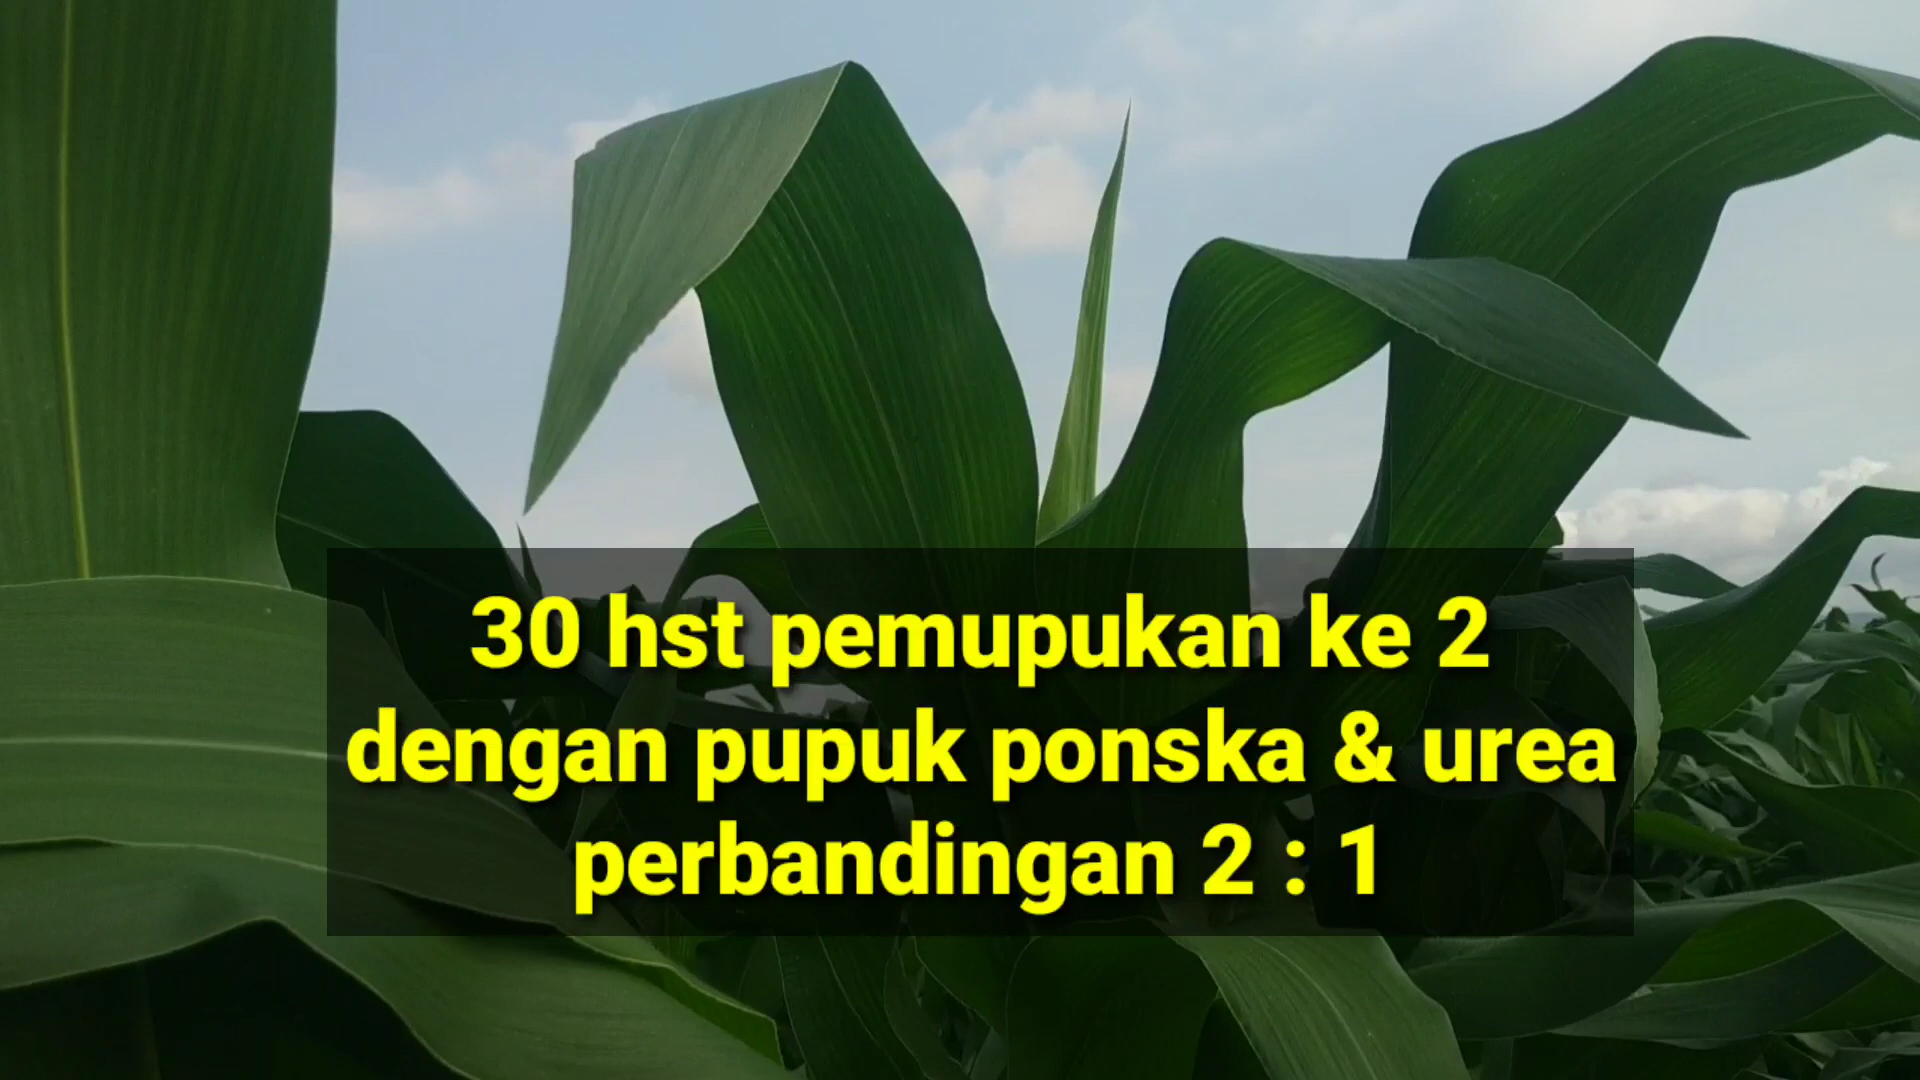 30 hst pemupukan ke 2
dengan pupuk ponska & urea
perbandingan 2 : 1